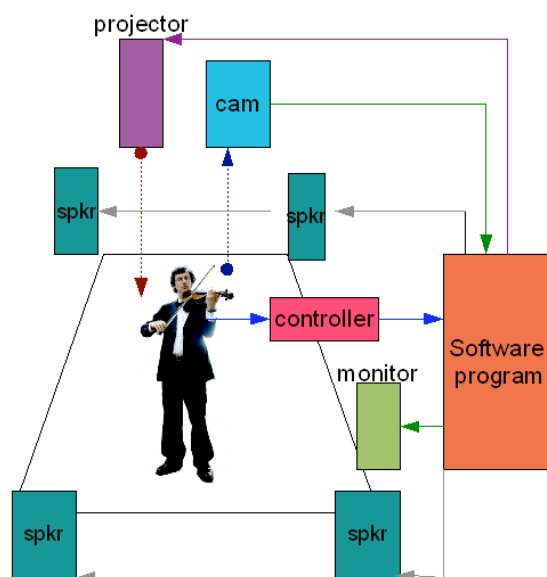 projector
cam
spkr
spkr
controller
Software
program
monitor
spkr
spkr